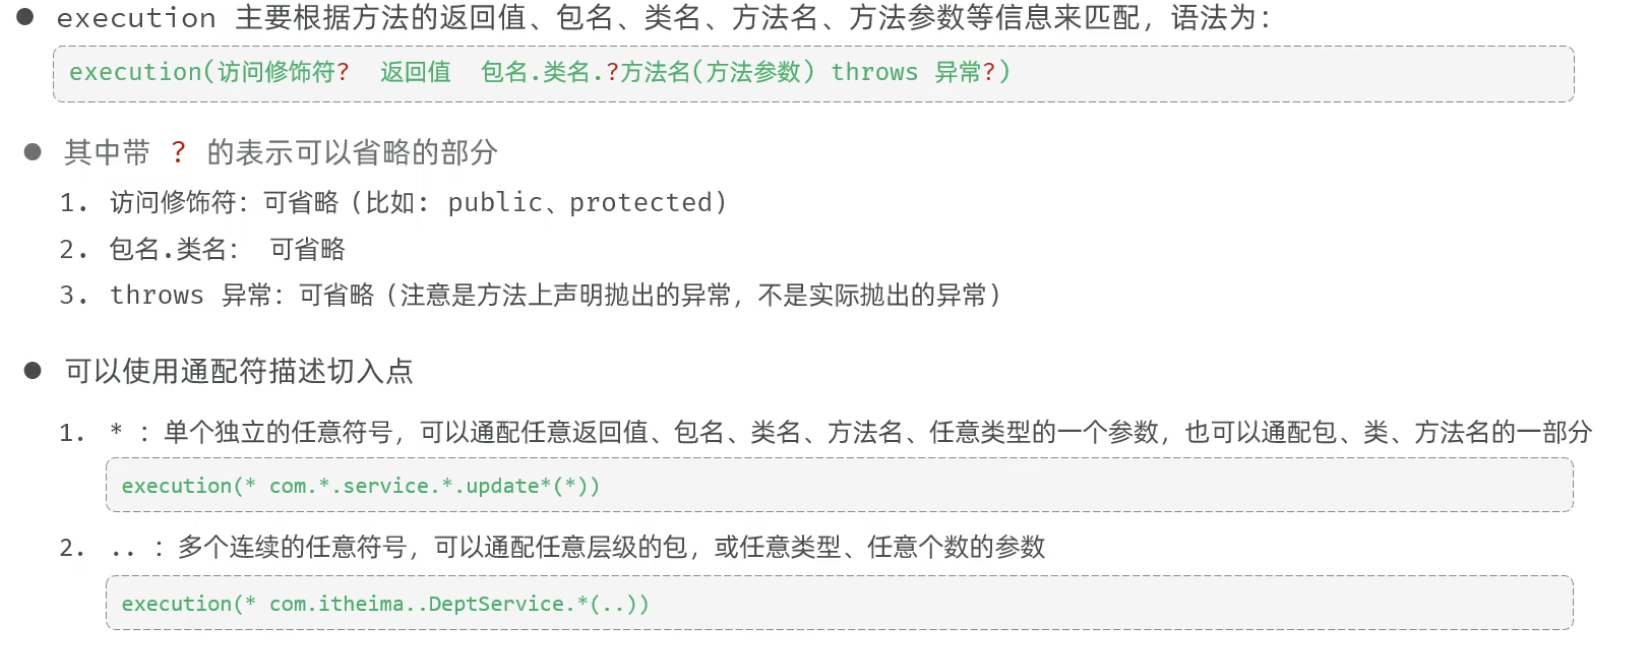 ● execution 主要根据方法的返回值、包名、类名、方法名、方法参数等信息来匹配，语法为：
execution(访问修饰符?  返回值  包名.类名.?方法名(方法参数) throws 异常?)
● 其中带 ? 的表示可以省略的部分
1. 访问修饰符：可省略（比如: public、protected）
2. 包名.类名： 可省略
3. throws 异常：可省略（注意是方法上声明抛出的异常，不是实际抛出的异常）
● 可以使用通配符描述切入点
1. * ：单个独立的任意符号，可以通配任意返回值、包名、类名、方法名、任意类型的一个参数，也可以通配包、类、方法名的一部分
execution(* com.*.service.*.update*(*))
2. .. ：多个连续的任意符号，可以通配任意层级的包，或任意类型、任意个数的参数
execution(* com.itheima..DeptService.*(..))